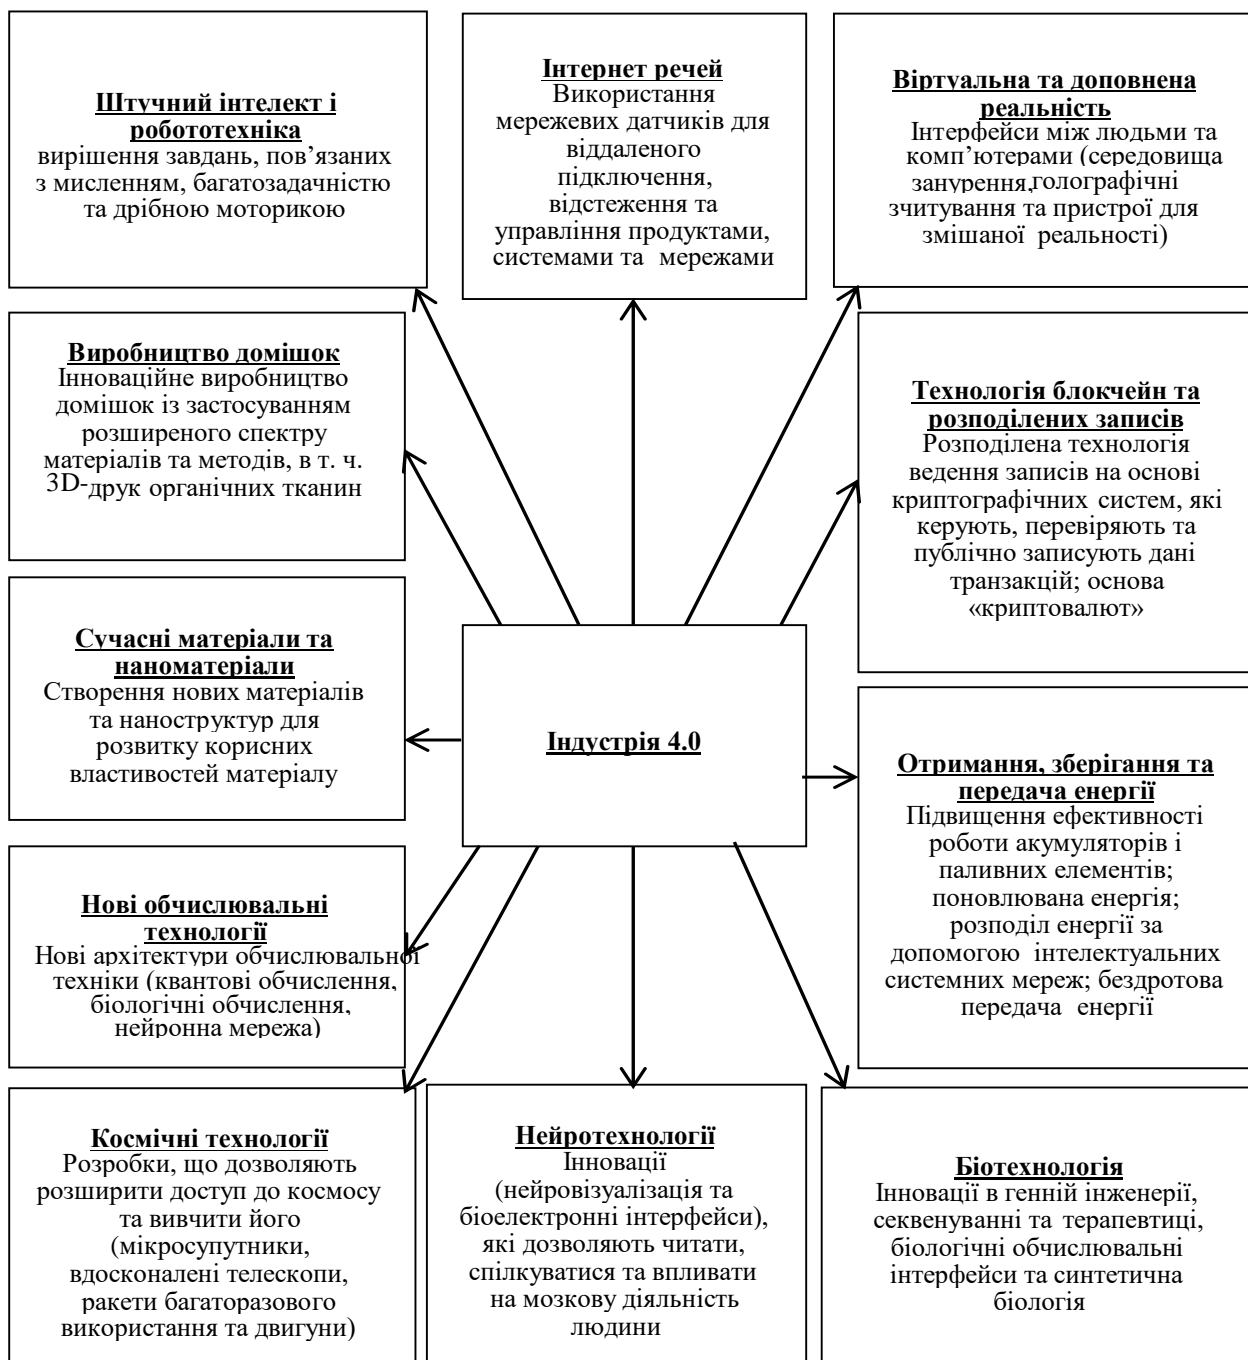 Штучний інтелект і
робототехніка
вирішення завдань, пов’язаних
з мисленням, багатозадачністю
та дрібною моторикою
Інтернет речей
Використання
мережевих датчиків для
віддаленого
підключення,
відстеження та
управління продуктами,
системами та мережами
Віртуальна та доповнена
реальність
Інтерфейси між людьми та
комп’ютерами (середовища
занурення,голографічні
зчитування та пристрої для
змішаної реальності)
Виробництво домішок
Інноваційне виробництво
домішок із застосуванням
розширеного спектру
матеріалів та методів, в т. ч.
3D-друк органічних тканин
Технологія блокчейн та
розподілених записів
Розподілена технологія
ведення записів на основі
криптографічних систем, які
керують, перевіряють та
публічно записують дані
транзакцій; основа
«криптовалют»
Сучасні матеріали та
наноматеріали
Створення нових матеріалів
та наноструктур для
розвитку корисних
властивостей матеріалу
Індустрія 4.0
Отримання, зберігання та
передача енергії
Підвищення ефективності
роботи акумуляторів і
паливних елементів;
поновлювана енергія;
розподіл енергії за
допомогою інтелектуальних
системних мереж; бездротова
передача енергії
Нові обчислювальні
технології
Нові архітектури обчислювальної
техніки (квантові обчислення,
біологічні обчислення,
нейронна мережа)
Космічні технології
Розробки, що дозволяють
розширити доступ до космосу
та вивчити його
(мікросупутники,
вдосконалені телескопи,
ракети багаторазового
використання та двигуни)
Нейротехнології
Інновації
(нейровізуалізація та
біоелектронні інтерфейси),
які дозволяють читати,
спілкуватися та впливати
на мозкову діяльність
людини
Біотехнологія
Інновації в генній інженерії,
секвенуванні та терапевтиці,
біологічні обчислювальні
інтерфейси та синтетична
біологія